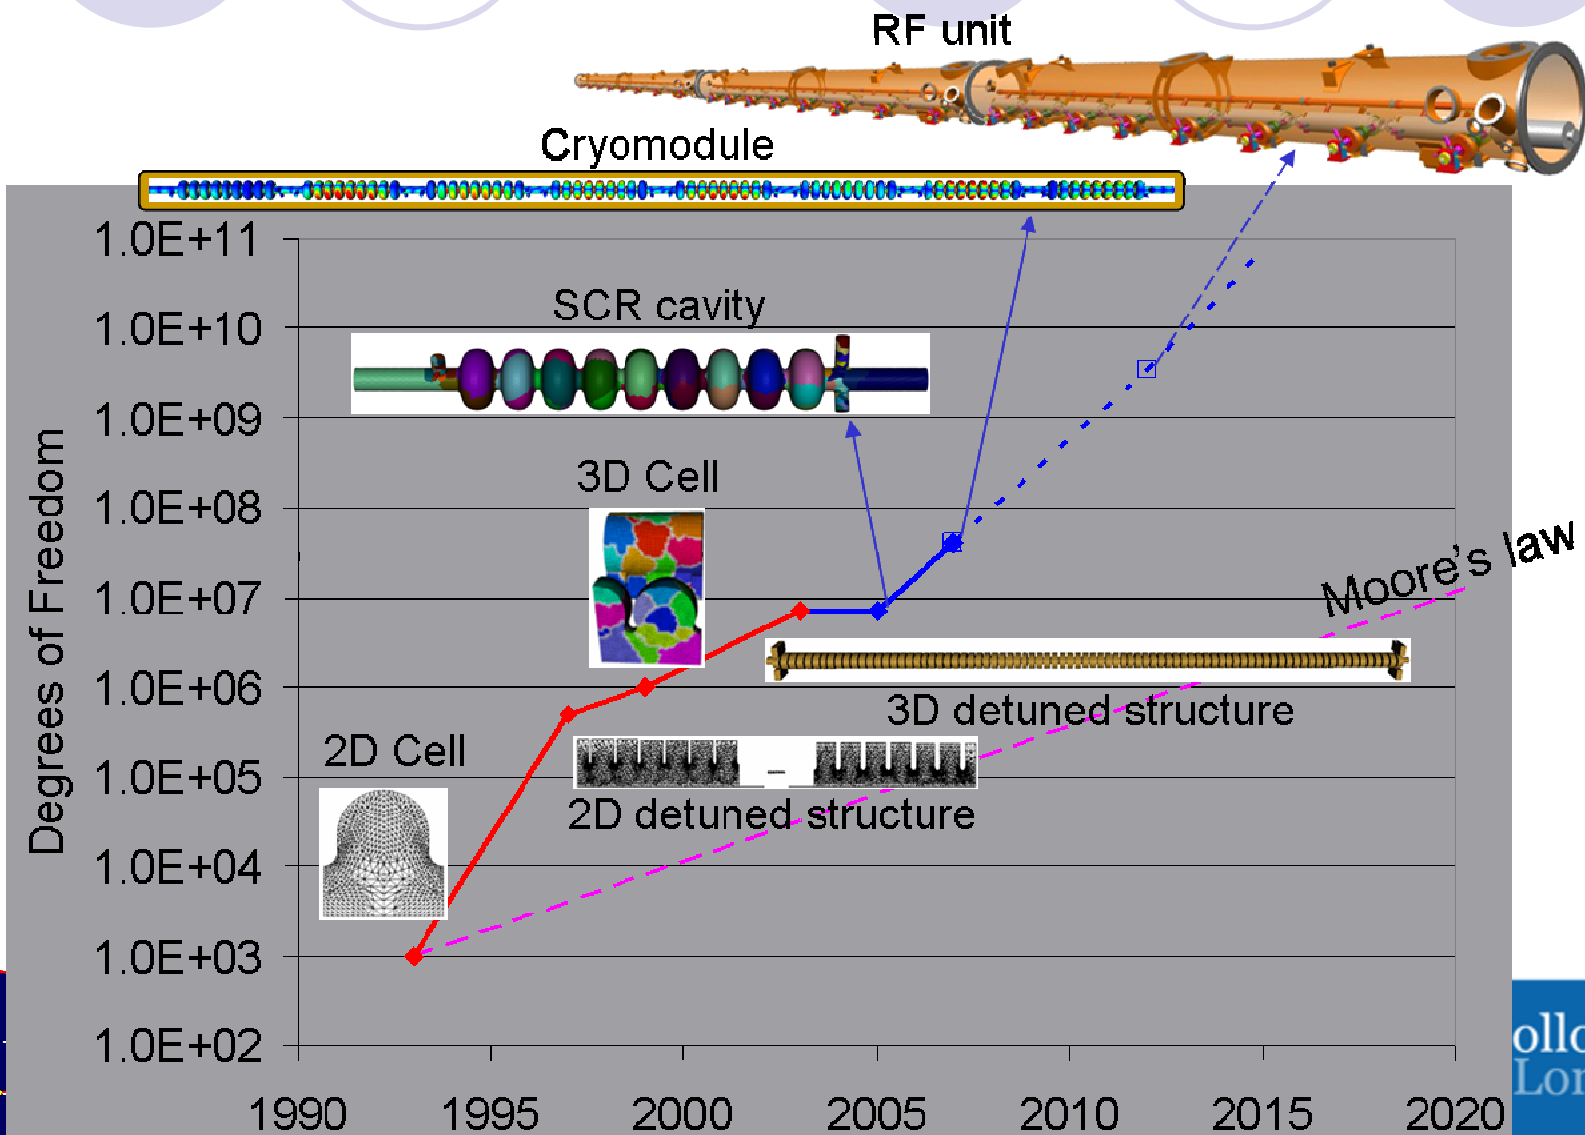 RF unit
Cryomodule
1.0E+11
SCR cavity
1.0E+10
1.0E+09
3D Cell
1.0E+08
Moore's law
1.0E+07
1.0E+06
3D detuned structure
2D Cell
1.0E+05
2D detuned structure
1.0E+04
1.0E+03
1.0E+02
Degrees of Freedom
1990 1995 2000 2005 2010 2015 2020